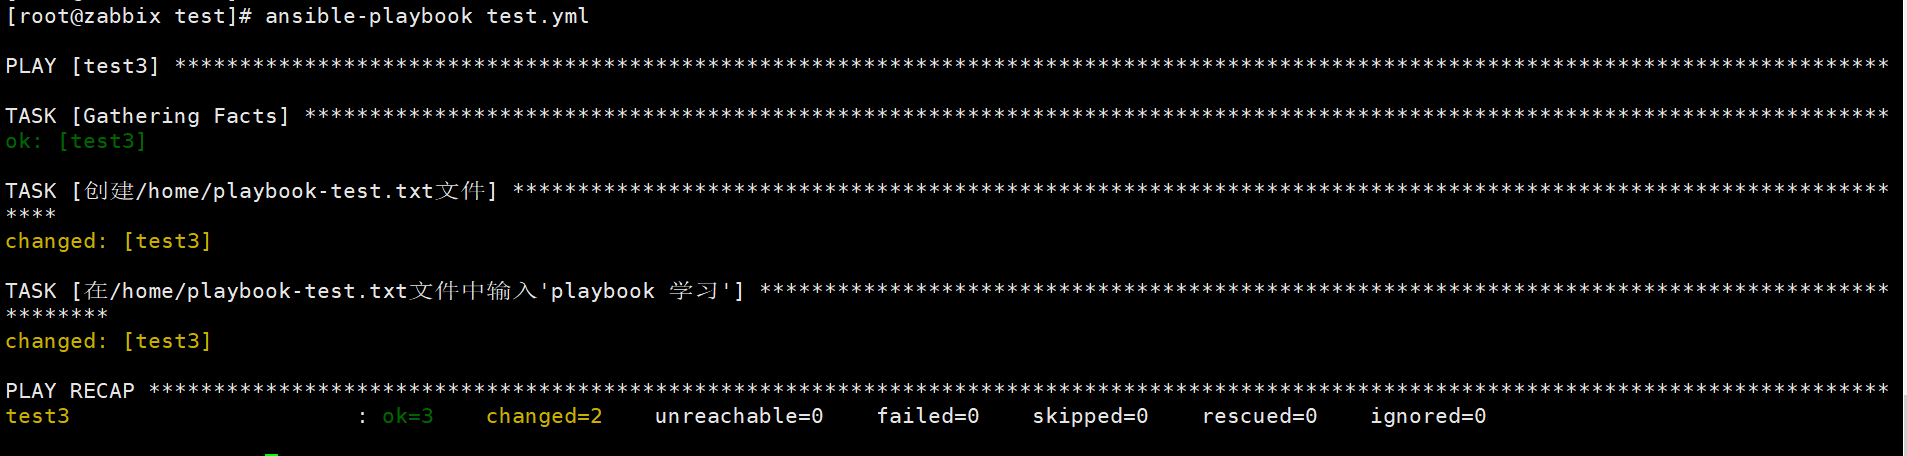 [root@zabbix test]# ansible-playbook test.yml
PLAY [test3] ************************************************************************************************************************************
TASK [Gathering Facts] **************************************************************************************************************************
ok: [test3]
TASK [创建/home/playbook-test.txt文件] **********************************************************************************************************
****
changed: [test3]
TASK [在/home/playbook-test.txt文件中输入'playbook 学习'] ***************************************************************************************
********
changed: [test3]
PLAY RECAP **************************************************************************************************************************************
test3                      : ok=3    changed=2    unreachable=0    failed=0    skipped=0    rescued=0    ignored=0